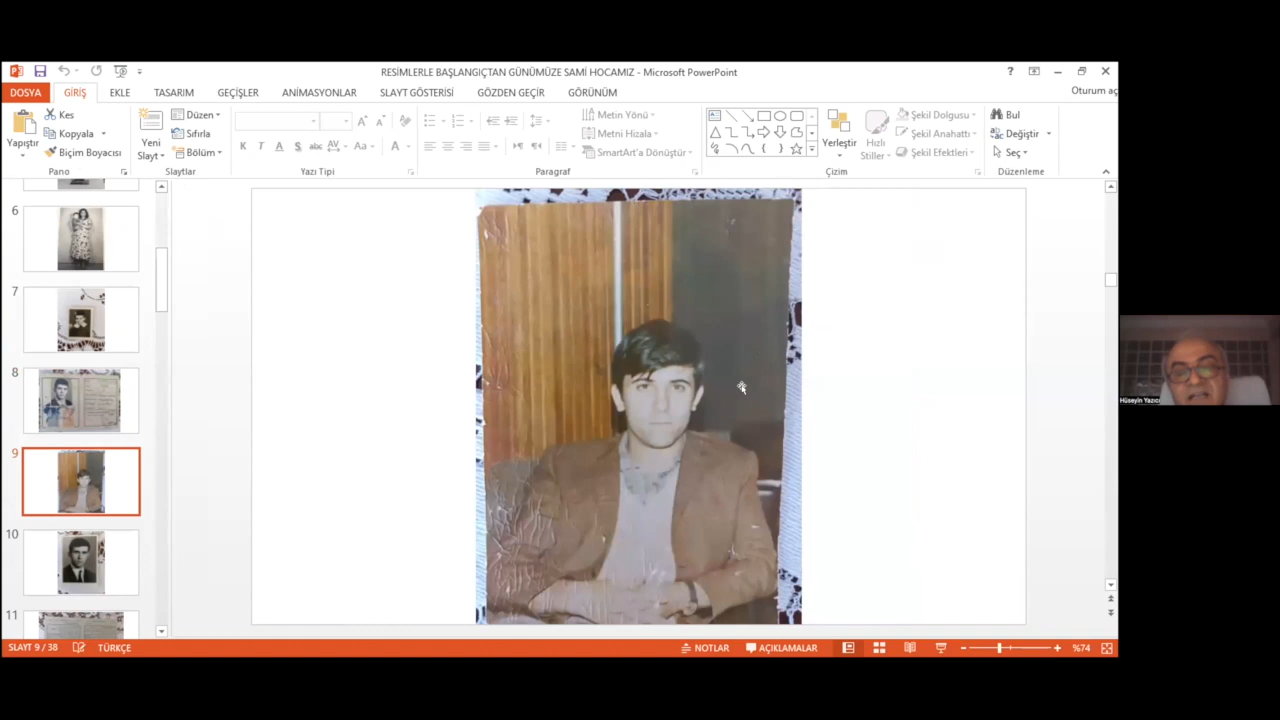 RESİMLERLE BAŞLANGIÇTAN GÜNÜMÜZE SAMİ HOCAMIZ - Microsoft PowerPoint
DOSYA GİRİŞ EKLE TASARIM GEÇİŞLER ANİMASYONLAR SLAYT GÖSTERİSİ GÖZDEN GEÇİR GÖRÜNÜM Oturum aç
Kes Düzen Metin Yönü Şekil Dolgusu Bul
Kopyala Sıfırla Metni Hizala Şekil Anahattı Değiştir
Yapıştır Biçim Boyacısı Yeni Slayt Bölüm K T A S abc AV Aa A SmartArt'a Dönüştür Yerleştir Hızlı Stiller Şekil Efektleri Seç
Pano Slaytlar Yazı Tipi Paragraf Çizim Düzenleme
6
7
8
9
10
11
Hüseyin Yazıcı
SLAYT 9 / 38 TÜRKÇE NOTLAR AÇIKLAMALAR %74